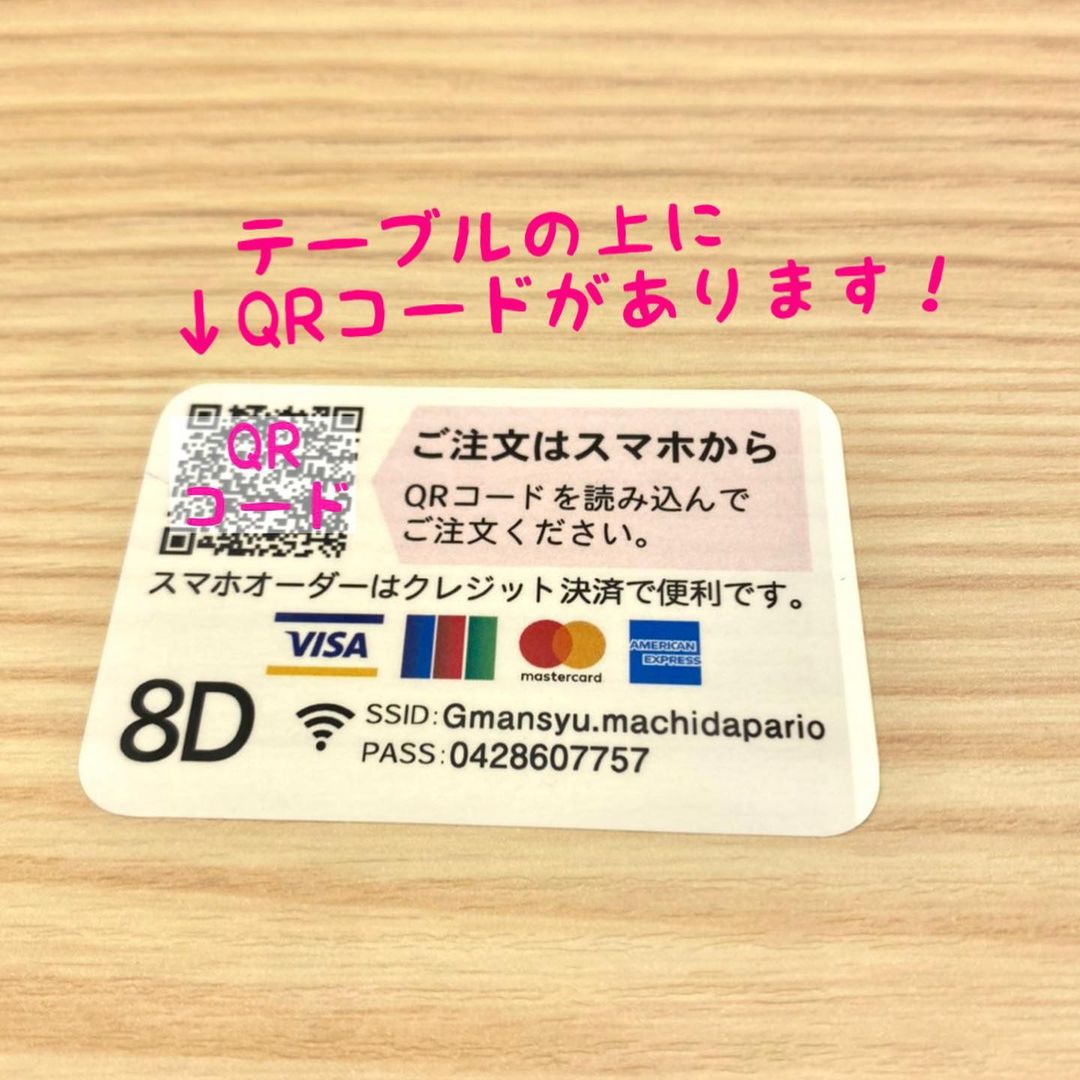 テーブルの上に
↓QRコードがあります！
QR
コード
ご注文はスマホから
QRコードを読み込んで
ご注文ください。
スマホオーダーはクレジット決済で便利です。
VISA
mastercard
AMERICAN
EXPRESS
8D
SSID:Gmansyu.machidapario
PASS:0428607757